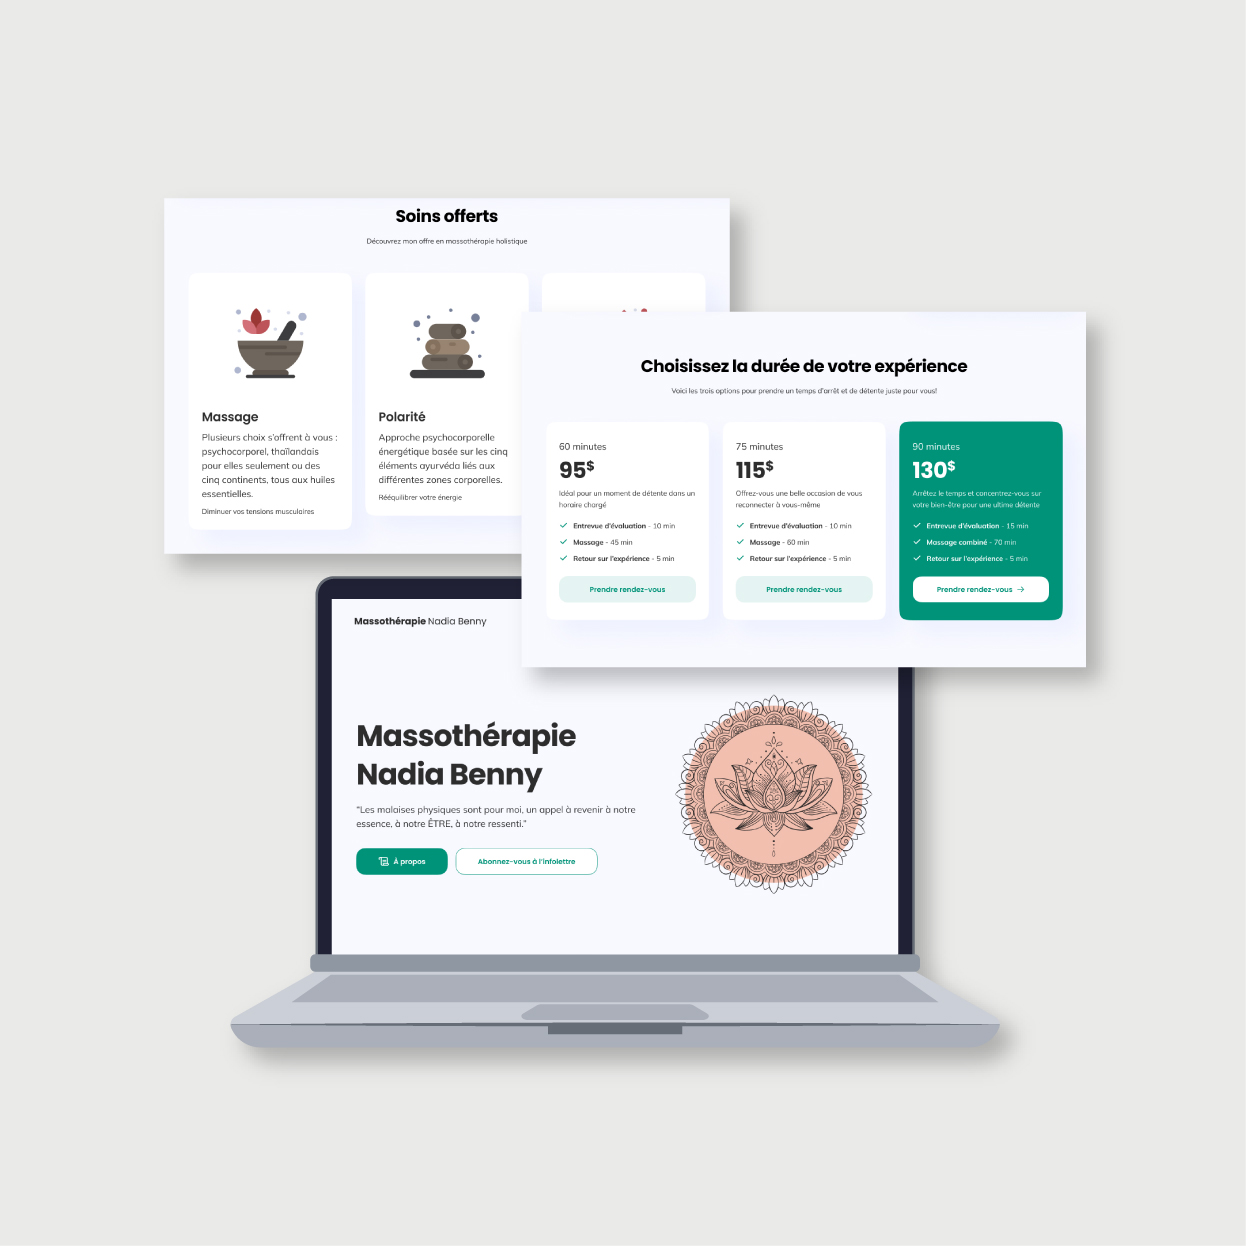 Soins offerts
Découvrez mon offre en massothérapie holistique
Massage
Plusieurs choix s'offrent à vous :
psychocorporel, thaïlandais
pour elles seulement ou des
cinq continents, tous aux huiles
essentielles.
Diminuer vos tensions musculaires
Polarité
Approche psychocorporelle
énergétique basée sur les cinq
éléments ayurvéda liés aux
différentes zones corporelles.
Rééquilibrer votre énergie
Choisissez la durée de votre expérience
Voici les trois options pour prendre un temps d'arrêt et de détente juste pour vous!
60 minutes
95$
Idéal pour un moment de détente dans un
horaire chargé
Entrevue d'évaluation - 10 min
Massage - 45 min
Retour sur l'expérience - 5 min
Prendre rendez-vous
75 minutes
115$
Offrez-vous une belle occasion de vous
reconnecter à vous-même
Entrevue d'évaluation - 10 min
Massage - 60 min
Retour sur l'expérience - 5 min
Prendre rendez-vous
90 minutes
130$
Arrêtez le temps et concentrez-vous sur
votre bien-être pour une ultime détente
Entrevue d'évaluation - 15 min
Massage combiné - 70 min
Retour sur l'expérience - 5 min
Prendre rendez-vous →
Massothérapie Nadia Benny
Massothérapie
Nadia Benny
"Les malaises physiques sont pour moi, un appel à revenir à notre
essence, à notre ÊTRE, à notre ressenti."
À propos
Abonnez-vous à l'infolettre